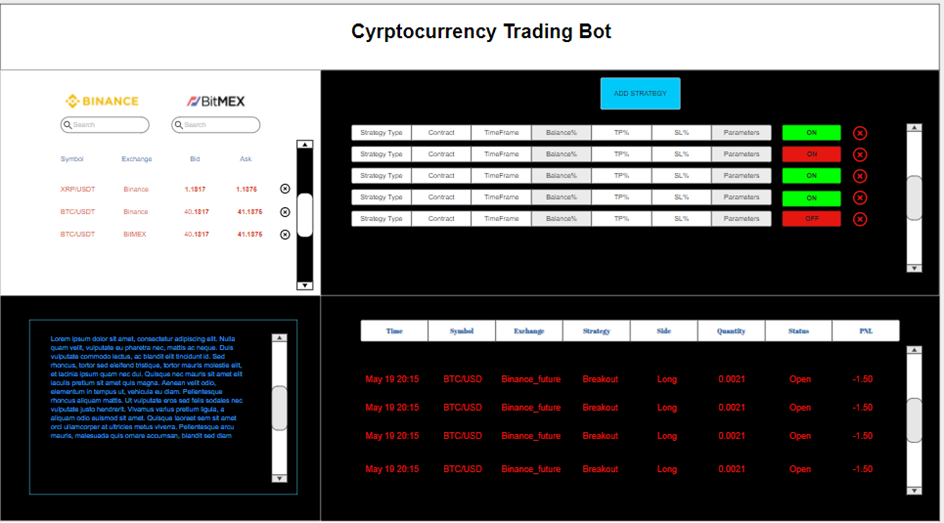 Cyrptocurrency Trading Bot
BINANCE
BitMEX
Search
Search
Symbol Exchange Bid Ask
XRP/USDT Binance 1.1817 1.1876
BTC/USDT Binance 40.1817 41.1876
BTC/USDT BitMEX 40.1817 41.1876
ADD STRATEGY
Strategy Type Contract TimeFrame Balance% TP% SL% Parameters ON
Strategy Type Contract TimeFrame Balance% TP% SL% Parameters
Strategy Type Contract TimeFrame Balance% TP% SL% Parameters ON
Strategy Type Contract TimeFrame Balance% TP% SL% Parameters ON
Strategy Type Contract TimeFrame Balance% TP% SL% Parameters OFF
Lorem ipsum dolor sit amet, consectetur adipiscing elit. Nulla
quam velit, vulputate eu pharetra nec, mattis ac neque. Duis
vulputate commodo lectus, ac blandit elit tincidunt id. Sed
rhoncus, tortor sed eleifend tristique, tortor mauris molestie elit,
et lacinia ipsum quam nec dui. Quisque nec mauris sit amet elit
iaculis pretium sit amet quis magna. Aenean velit odio,
elementum in tempus ut, vehicula eu diam. Pellentesque
rhoncus aliquam mattis. Ut vulputate eros sed felis sodales nec
vulputate justo hendrerit. Vivamus varius pretium ligula, a
aliquam odio euismod sit amet. Quisque laoreet sem sit amet
orci ullamcorper at ultricies metus viverra. Pellentesque arcu
mauris, malesuada quis ornare accumsan, blandit sed diam
Time Symbol Exchange Strategy Side Quantity Status PNL
May 19 20:15 BTC/USD Binance_future Breakout Long 0.0021 Open -1.50
May 19 20:15 BTC/USD Binance_future Breakout Long 0.0021 Open -1.50
May 19 20:15 BTC/USD Binance_future Breakout Long 0.0021 Open -1.50
May 19 20:15 BTC/USD Binance_future Breakout Long 0.0021 Open -1.50